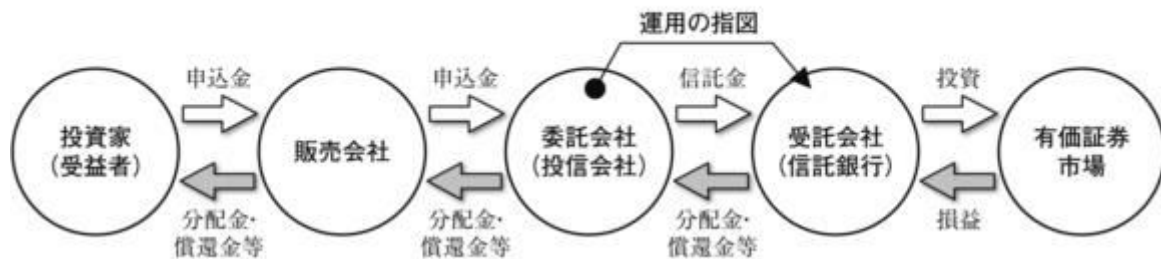 運用の指図
申込金
申込金
信託金
投資
投資家
(受益者)
販売会社
委託会社
(投信会社)
受託会社
(信託銀行)
有価証券
市場
分配金・
償還金等
分配金・
償還金等
分配金・
償還金等
損益